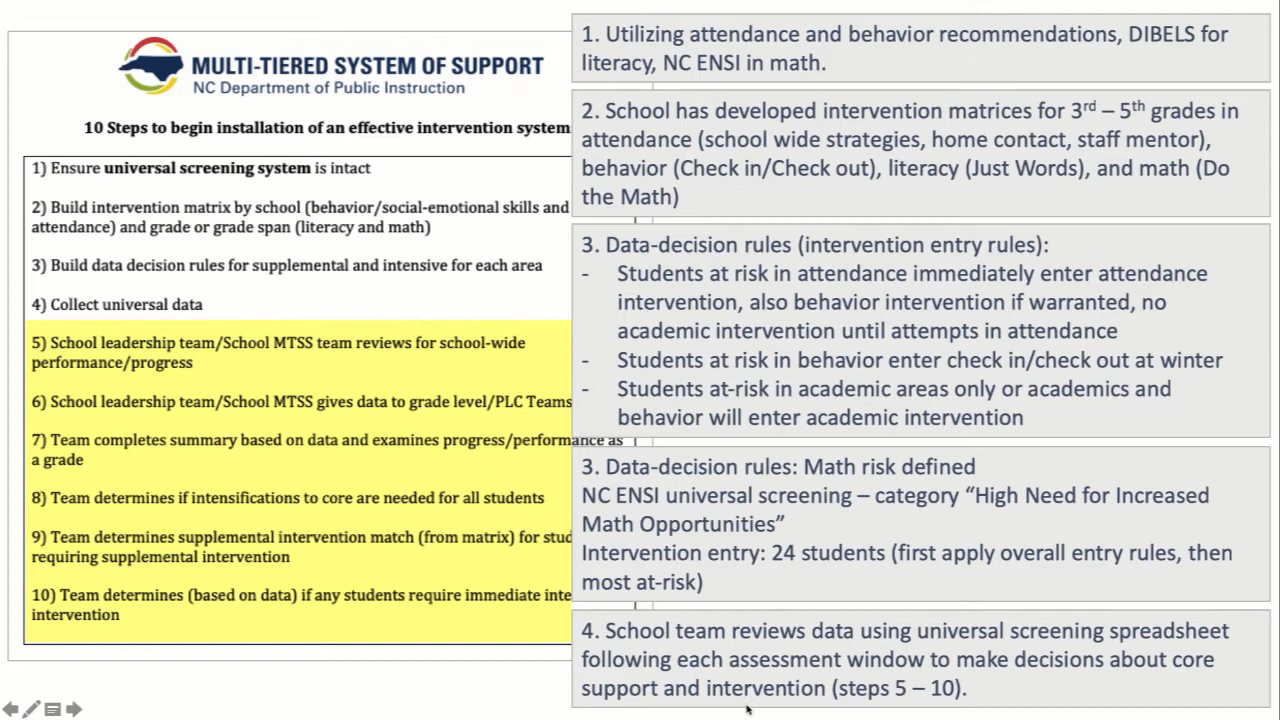 MULTI-TIERED SYSTEM OF SUPPORT
NC Department of Public Instruction
10 Steps to begin installation of an effective intervention system
1) Ensure universal screening system is intact
2) Build intervention matrix by school (behavior/social-emotional skills and
attendance) and grade or grade span (literacy and math)
3) Build data decision rules for supplemental and intensive for each area
4) Collect universal data
5) School leadership team/School MTSS team reviews for school-wide
performance/progress
6) School leadership team/School MTSS gives data to grade level/PLC Teams
7) Team completes summary based on data and examines progress/performance as
a grade
8) Team determines if intensifications to core are needed for all students
9) Team determines supplemental intervention match (from matrix) for
requiring supplemental intervention
10) Team determines (based on data) if any students require immediate
intervention
1. Utilizing attendance and behavior recommendations, DIBELS for
literacy, NC ENSI in math.
2. School has developed intervention matrices for 3rd – 5th grades in
attendance (school wide strategies, home contact, staff mentor),
behavior (Check in/Check out), literacy (Just Words), and math (Do
the Math)
3. Data-decision rules (intervention entry rules):
- Students at risk in attendance immediately enter attendance
intervention, also behavior intervention if warranted, no
academic intervention until attempts in attendance
- Students at risk in behavior enter check in/check out at winter
- Students at-risk in academic areas only or academics and
behavior will enter academic intervention
3. Data-decision rules: Math risk defined
NC ENSI universal screening – category “High Need for Increased
Math Opportunities”
Intervention entry: 24 students (first apply overall entry rules, then
most at-risk)
4. School team reviews data using universal screening spreadsheet
following each assessment window to make decisions about core
support and intervention (steps 5 – 10).